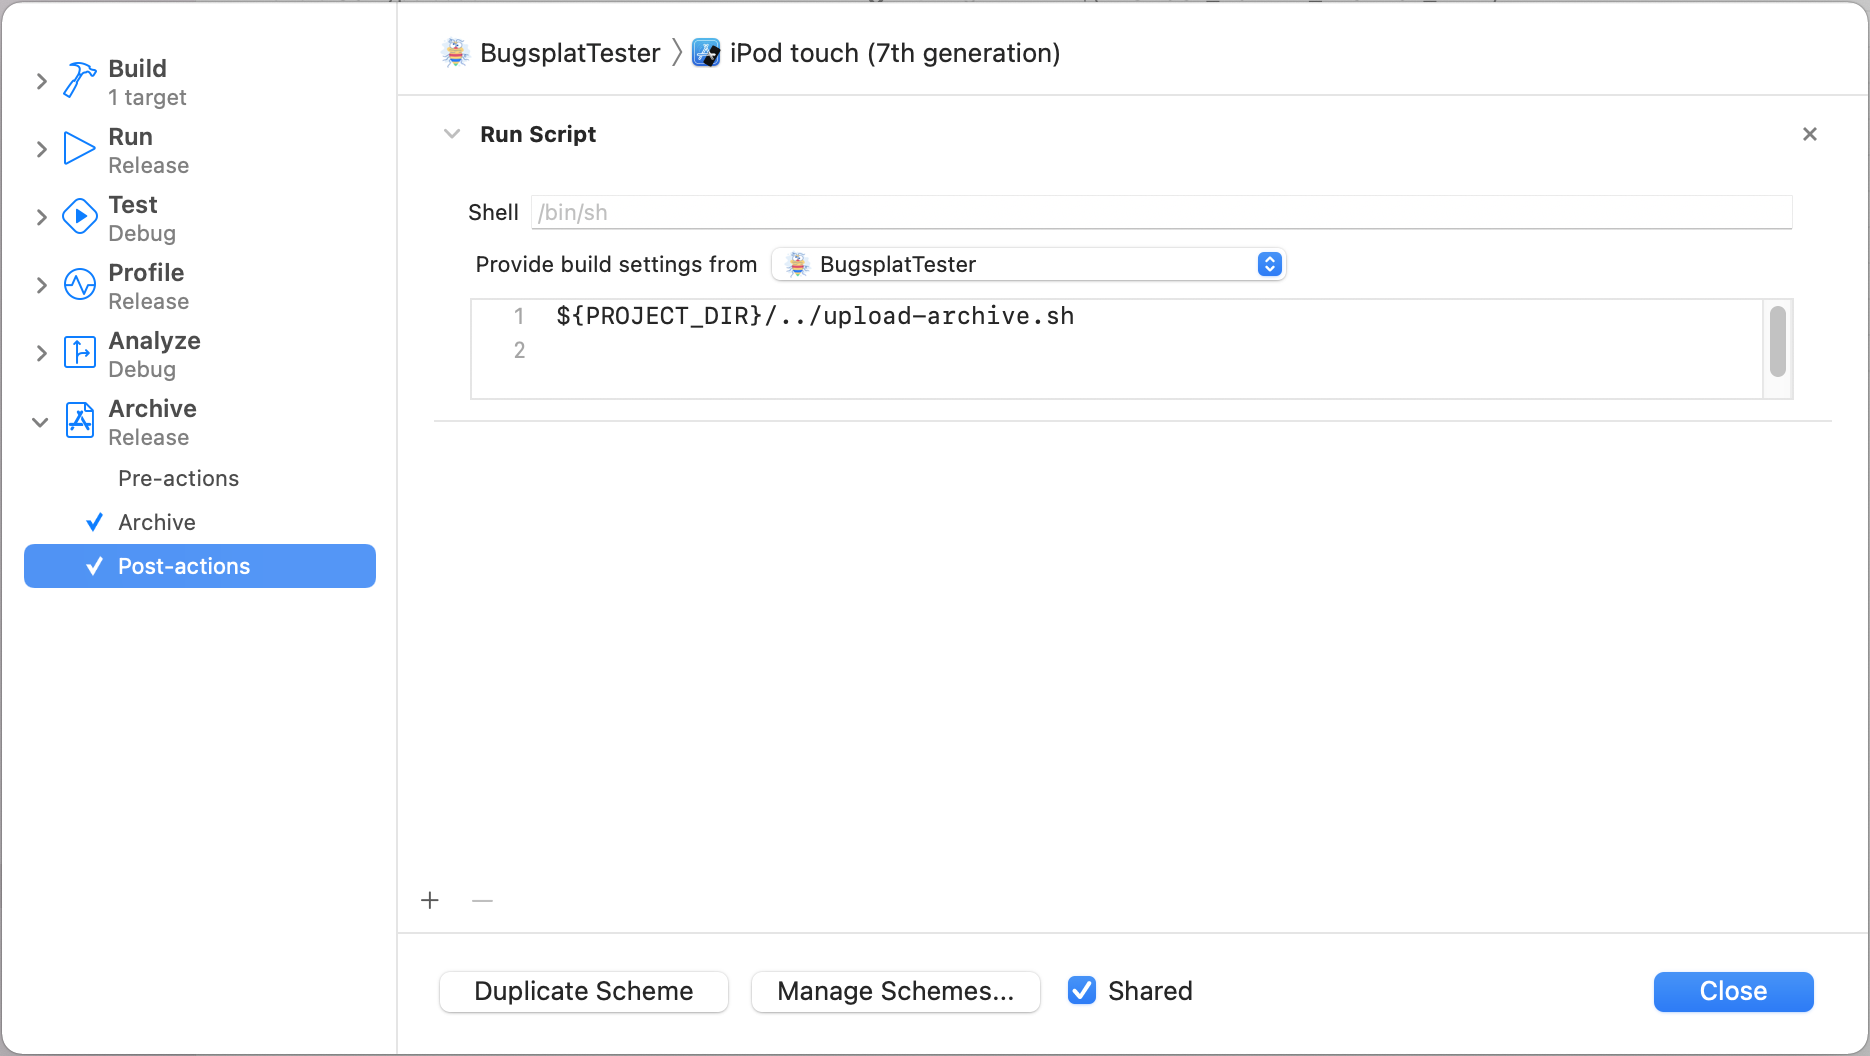 Build
1 target
Run
Release
Test
Debug
Profile
Release
Analyze
Debug
Archive
Release
Pre-actions
Archive
Post-actions
BugsplatTester
iPod touch (7th generation)
Run Script
Shell /bin/sh
Provide build settings from BugsplatTester
1 ${PROJECT_DIR}/../upload-archive.sh
2
Duplicate Scheme
Manage Schemes...
Shared
Close